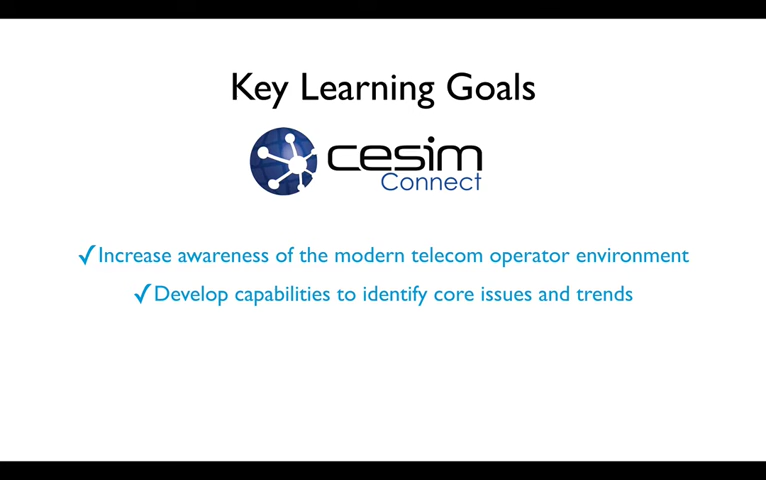 Key Learning Goals
cesim
Connect
✓Increase awareness of the modern telecom operator environment
✓Develop capabilities to identify core issues and trends